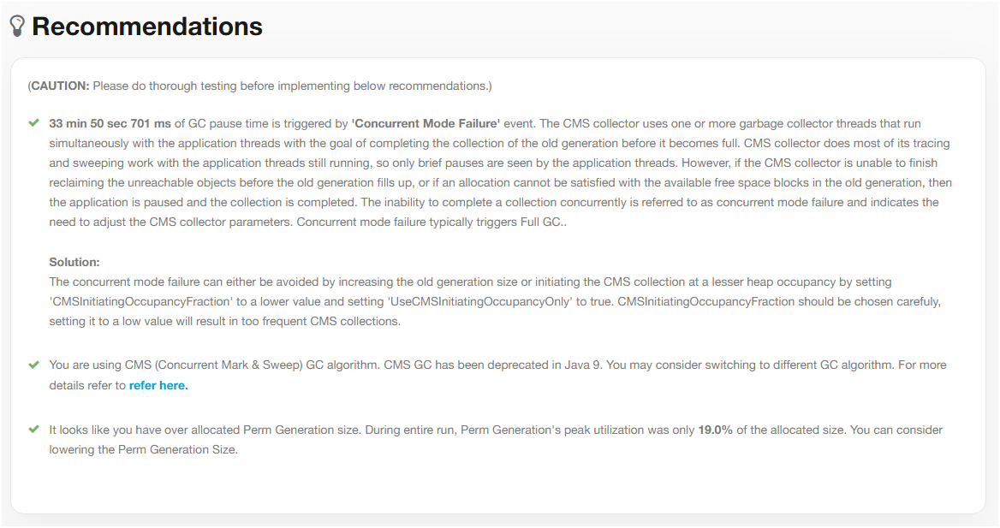 Recommendations
(CAUTION: Please do thorough testing before implementing below recommendations.)
33 min 50 sec 701 ms of GC pause time is triggered by 'Concurrent Mode Failure' event. The CMS collector uses one or more garbage collector threads that run
simultaneously with the application threads with the goal of completing the collection of the old generation before it becomes full. CMS collector does most of its tracing
and sweeping work with the application threads still running, so only brief pauses are seen by the application threads. However, if the CMS collector is unable to finish
reclaiming the unreachable objects before the old generation fills up, or if an allocation cannot be satisfied with the available free space blocks in the old generation, then
the application is paused and the collection is completed. The inability to complete a collection concurrently is referred to as concurrent mode failure and indicates the
need to adjust the CMS collector parameters. Concurrent mode failure typically triggers Full GC..
Solution:
The concurrent mode failure can either be avoided by increasing the old generation size or initiating the CMS collection at a lesser heap occupancy by setting
'CMSInitiatingOccupancyFraction' to a lower value and setting 'UseCMSInitiatingOccupancyOnly' to true. CMSInitiatingOccupancyFraction should be chosen carefuly,
setting it to a low value will result in too frequent CMS collections.
You are using CMS (Concurrent Mark & Sweep) GC algorithm. CMS GC has been deprecated in Java 9. You may consider switching to different GC algorithm. For more
details refer to refer here.
It looks like you have over allocated Perm Generation size. During entire run, Perm Generation's peak utilization was only 19.0% of the allocated size. You can consider
lowering the Perm Generation Size.